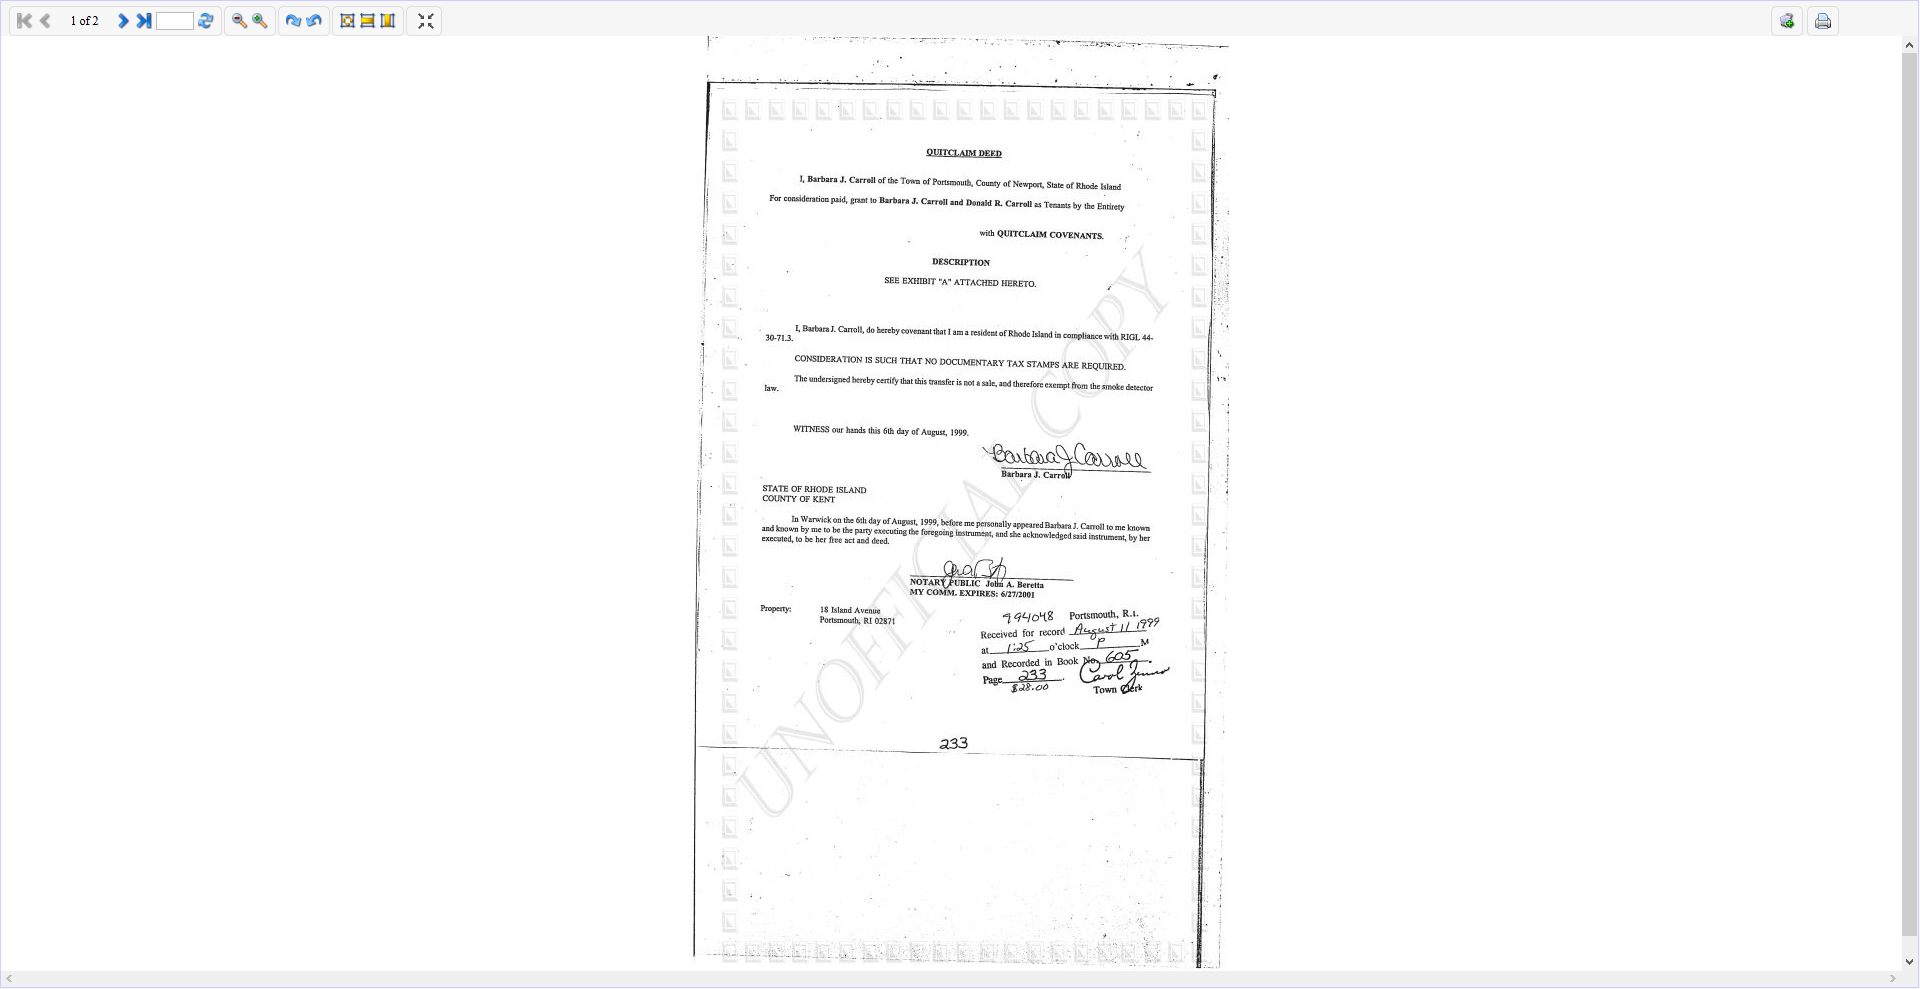 1 of 2
QUITCLAIM DEED
I, Barbara J. Carroll of the Town of Portsmouth, County of Newport, State of Rhode Island
For consideration paid, grant to Barbara J. Carroll and Donald R. Carroll as Tenants by the Entirety
with QUITCLAIM COVENANTS.
DESCRIPTION
SEE EXHIBIT "A" ATTACHED HERETO.
I, Barbara J. Carroll, do hereby covenant that I am a resident of Rhode Island in compliance with RIGL 44-
30-71.3.
CONSIDERATION IS SUCH THAT NO DOCUMENTARY TAX STAMPS ARE REQUIRED.
The undersigned hereby certify that this transfer is not a sale, and therefore exempt from the smoke detector
law.
WITNESS our hands this 6th day of August, 1999.
Barbara J Carroll
Barbara J. Carroll
STATE OF RHODE ISLAND
COUNTY OF KENT
In Warwick on the 6th day of August, 1999, before me personally appeared Barbara J. Carroll to me known
and known by me to be the party executing the foregoing instrument, and she acknowledged said instrument, by her
executed, to be her free act and deed.
NOTARY PUBLIC John A. Beretta
MY COMM. EXPIRES: 6/27/2001
Property: 18 Island Avenue
Portsmouth, RI 02871
994048 Portsmouth, R.I.
Received for record August 11 1999
at 1:25 o'clock P M
and Recorded in Book No. 605
Page 233 Carol
$28.00 Town Clerk
233
UNOFFICIAL COPY